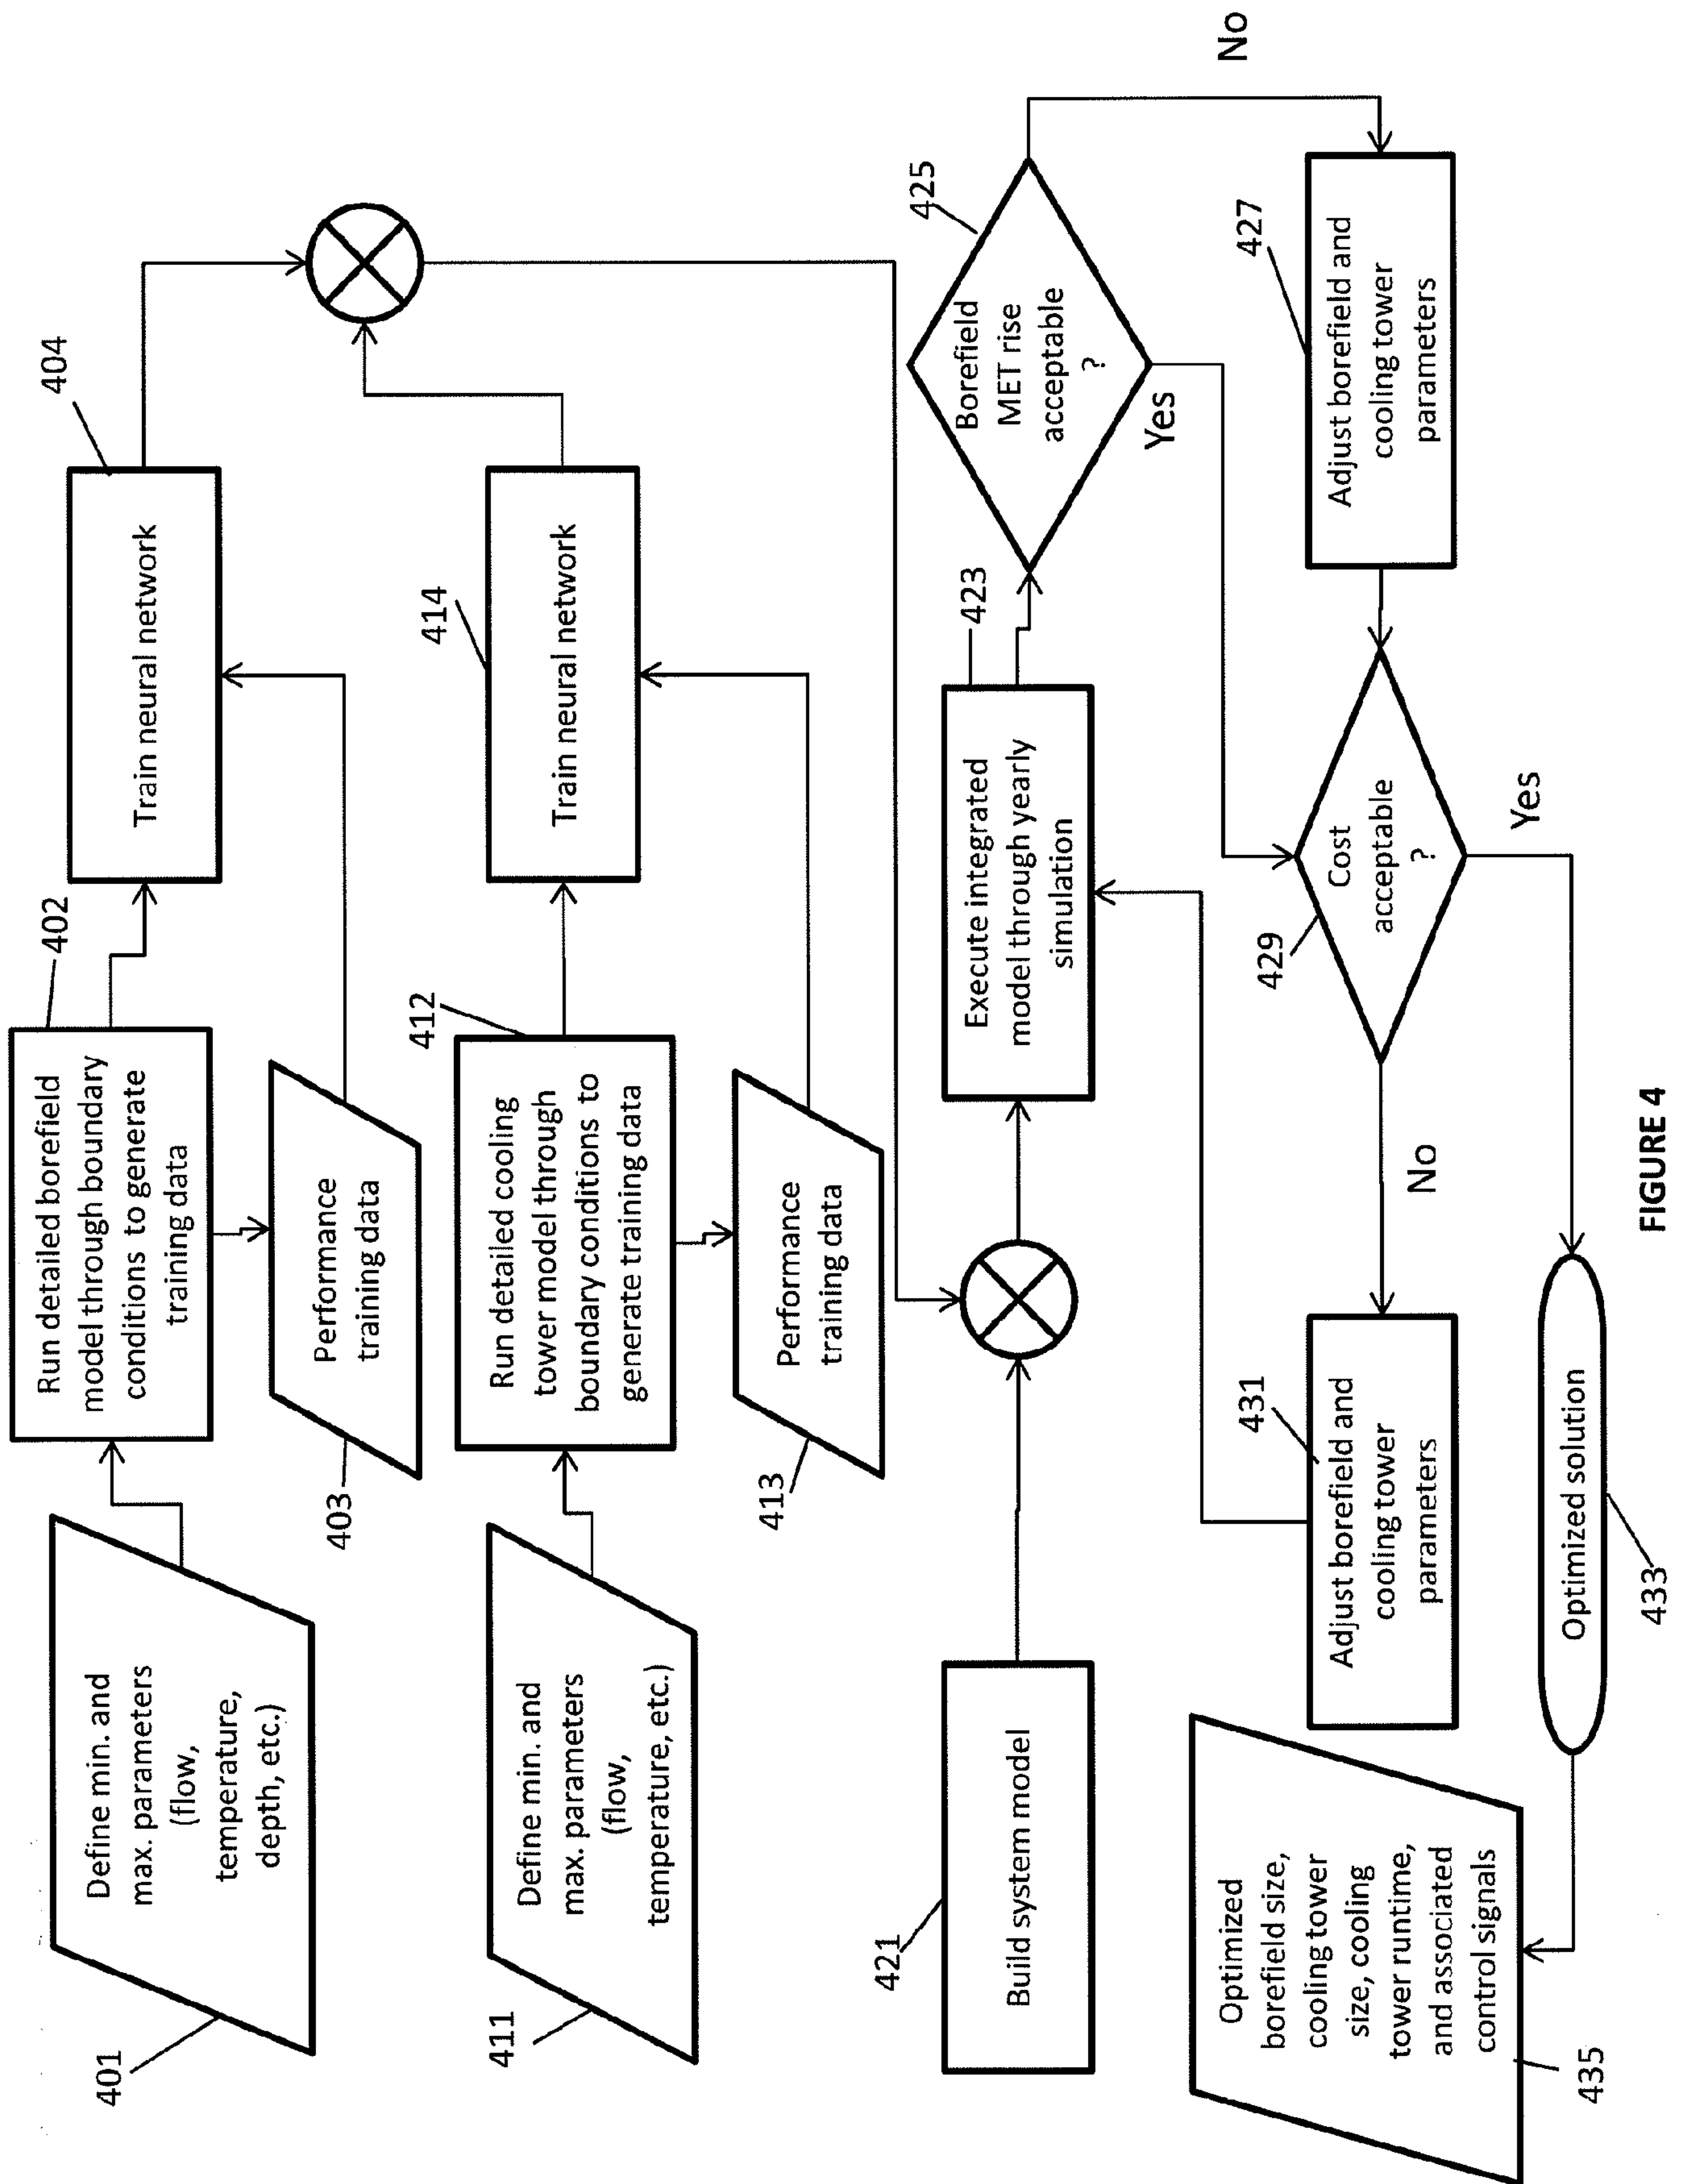 401
Define min. and
max. parameters
(flow,
temperature,
depth, etc.)
402
Run detailed borefield
model through boundary
conditions to generate
training data
403
Performance
training data
404
Train neural network
411
Define min. and
max. parameters
(flow,
temperature, etc.)
412
Run detailed cooling
tower model through
boundary conditions to
generate training data
413
Performance
training data
414
Train neural network
421
Build system model
423
Execute integrated
model through yearly
simulation
425
Borefield
MET rise
acceptable
?
No
Yes
427
Adjust borefield and
cooling tower
parameters
429
Cost
acceptable
?
No
Yes
431
Adjust borefield and
cooling tower
parameters
433
Optimized solution
435
Optimized
borefield size,
cooling tower
size, cooling
tower runtime,
and associated
control signals
FIGURE 4